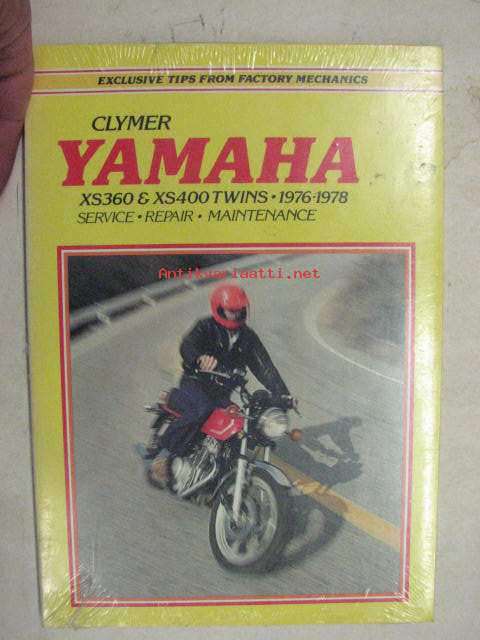 EXCLUSIVE TIPS FROM FACTORY MECHANICS
CLYMER
YAMAHA
XS360 & XS400 TWINS • 1976-1978
SERVICE • REPAIR • MAINTENANCE
Antikvariaatti.net